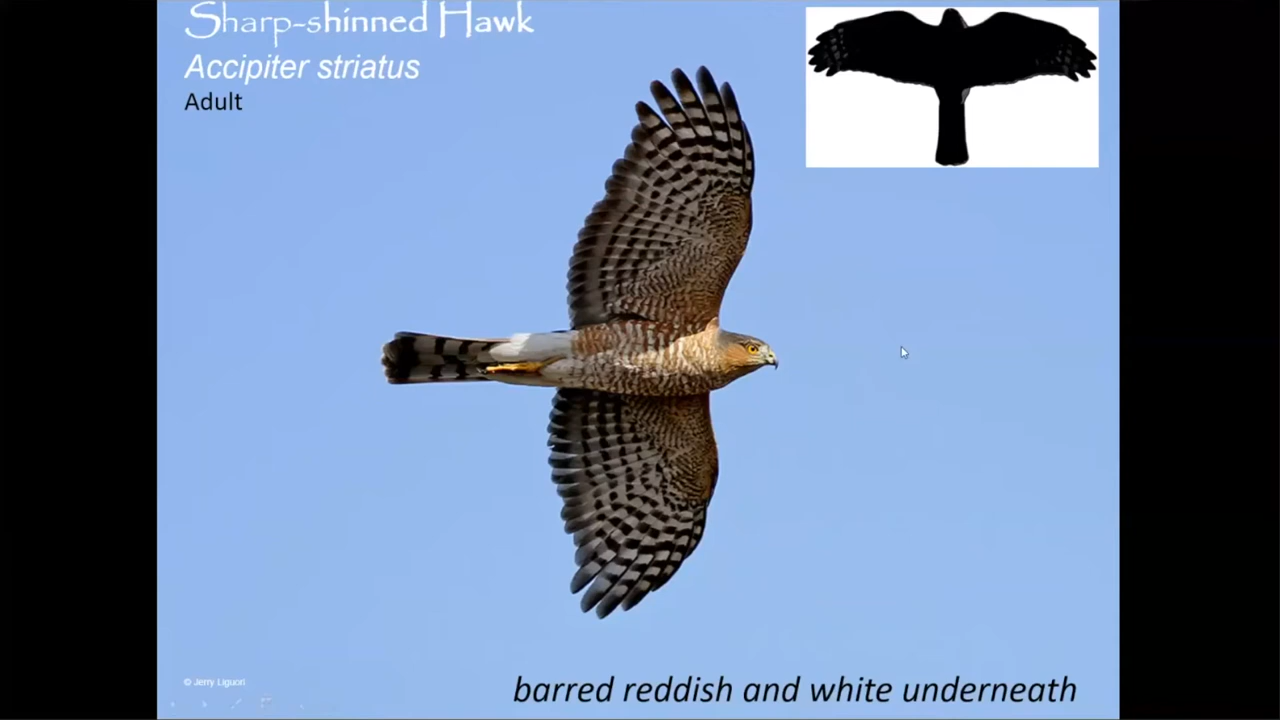 Sharp-shinned Hawk
Accipiter striatus
Adult
© Jerry Liguori
barred reddish and white underneath